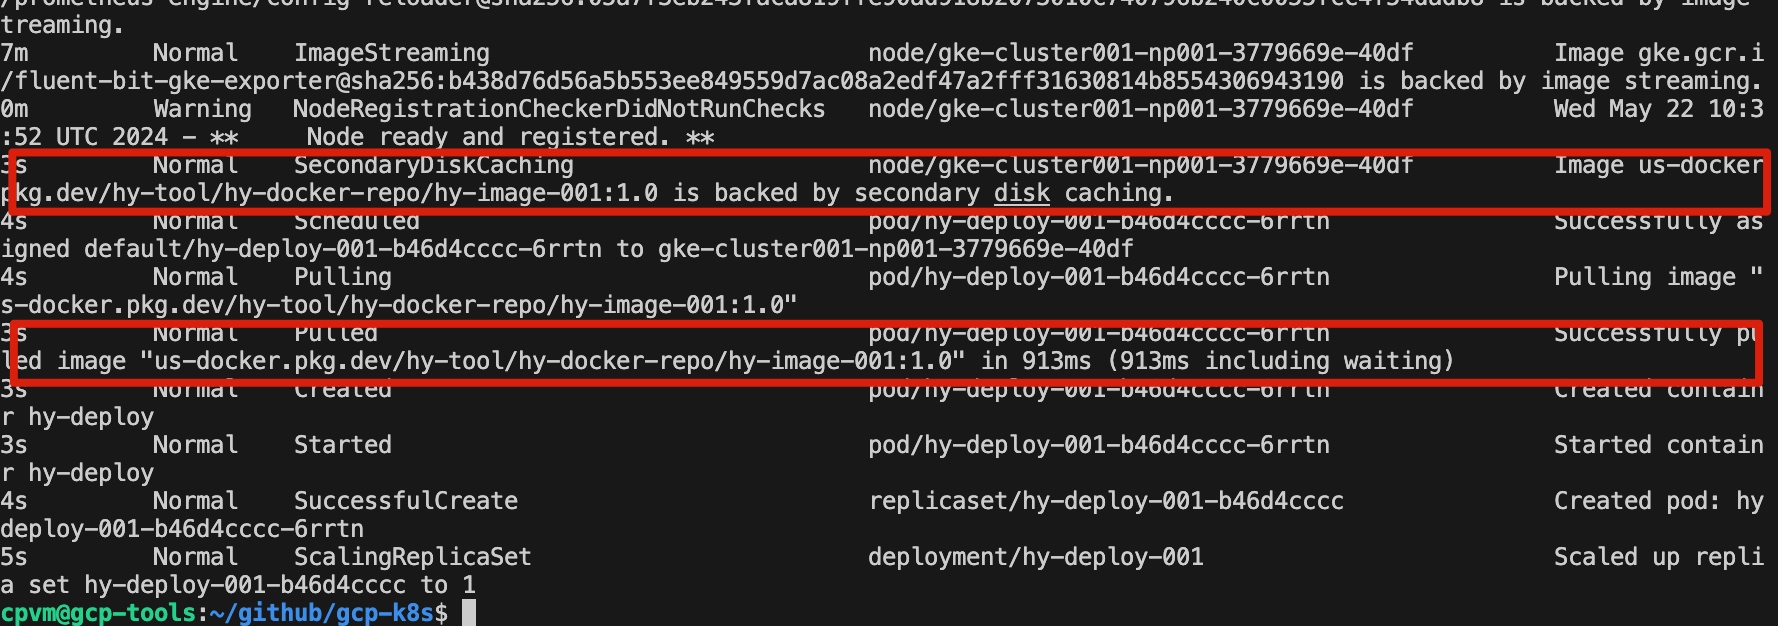 treaming.
7m         Normal    ImageStreaming                           node/gke-cluster001-np001-3779669e-40df          Image gke.gcr.i
/fluent-bit-gke-exporter@sha256:b438d76d56a5b553ee849559d7ac08a2edf47a2fff31630814b8554306943190 is backed by image streaming.
0m         Warning   NodeRegistrationCheckerDidNotRunChecks   node/gke-cluster001-np001-3779669e-40df          Wed May 22 10:3
:52 UTC 2024 - **     Node ready and registered. **
3s         Normal    SecondaryDiskCaching                     node/gke-cluster001-np001-3779669e-40df          Image us-docker
pkg.dev/hy-tool/hy-docker-repo/hy-image-001:1.0 is backed by secondary disk caching.
4s         Normal    Scheduled                                pod/hy-deploy-001-b46d4cccc-6rrtn                Successfully as
igned default/hy-deploy-001-b46d4cccc-6rrtn to gke-cluster001-np001-3779669e-40df
4s         Normal    Pulling                                  pod/hy-deploy-001-b46d4cccc-6rrtn                Pulling image "
s-docker.pkg.dev/hy-tool/hy-docker-repo/hy-image-001:1.0"
3s         Normal    Pulled                                   pod/hy-deploy-001-b46d4cccc-6rrtn                Successfully pu
led image "us-docker.pkg.dev/hy-tool/hy-docker-repo/hy-image-001:1.0" in 913ms (913ms including waiting)
3s         Normal    Created                                  pod/hy-deploy-001-b46d4cccc-6rrtn                Created contain
r hy-deploy
3s         Normal    Started                                  pod/hy-deploy-001-b46d4cccc-6rrtn                Started contain
r hy-deploy
4s         Normal    SuccessfulCreate                         replicaset/hy-deploy-001-b46d4cccc               Created pod: hy
deploy-001-b46d4cccc-6rrtn
5s         Normal    ScalingReplicaSet                        deployment/hy-deploy-001                         Scaled up repli
a set hy-deploy-001-b46d4cccc to 1
cpvm@gcp-tools:~/github/gcp-k8s$